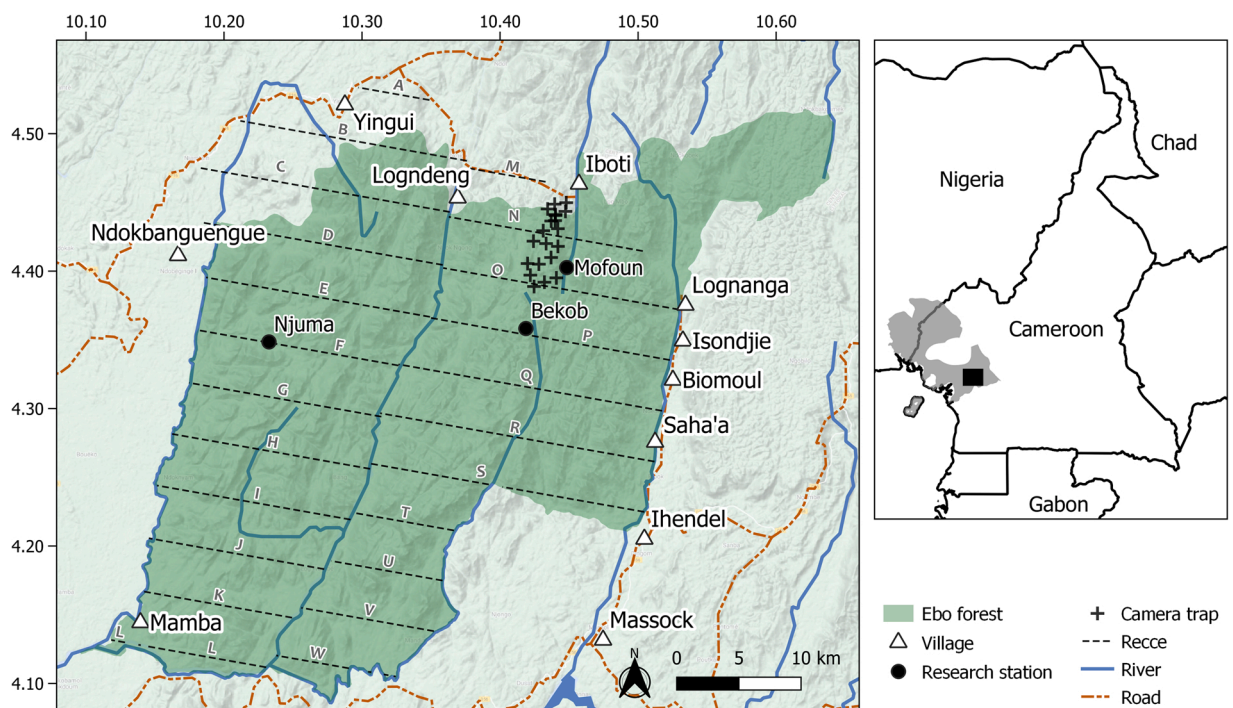 10.10 10.20 10.30 10.40 10.50 10.60
4.50
4.40
4.30
4.20
4.10
A
Yingui
B
C
M
Iboti
Logndeng
N
Ndokbanguengue
D
O
Mofoun
E
Lognanga
Bekob
Njuma
P
F
Isondjie
Q
Biomoul
G
R
Saha'a
H
S
I
T
Ihendel
J
U
K
V
Mamba
L
L
W
Massock
N
0 5 10 km
Chad
Nigeria
Cameroon
Gabon
Ebo forest
Village
Research station
Camera trap
Recce
River
Road